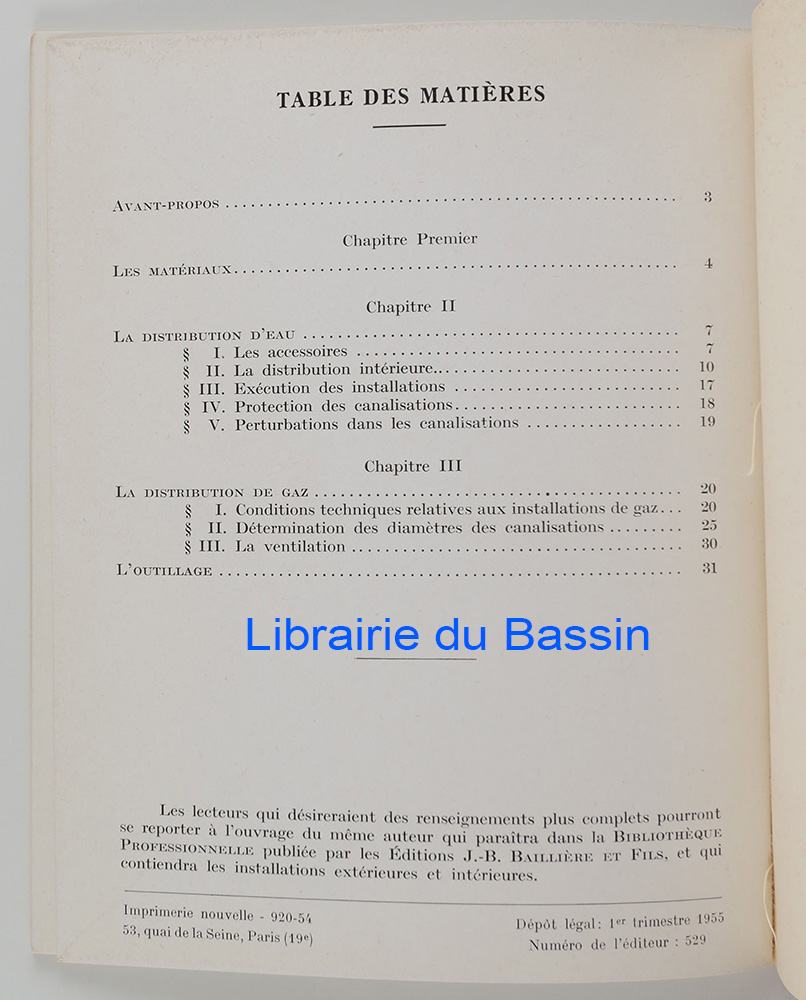 TABLE DES MATIÈRES
AVANT-PROPOS 3
Chapitre Premier
LES MATÉRIAUX 4
Chapitre II
LA DISTRIBUTION D'EAU 7
§ I. Les accessoires 7
§ II. La distribution intérieure 10
§ III. Exécution des installations 17
§ IV. Protection des canalisations 18
§ V. Perturbations dans les canalisations 19
Chapitre III
LA DISTRIBUTION DE GAZ 20
§ I. Conditions techniques relatives aux installations de gaz 20
§ II. Détermination des diamètres des canalisations 25
§ III. La ventilation 30
L'OUTILLAGE 31
Librairie du Bassin
Les lecteurs qui désireraient des renseignements plus complets pourront
se reporter à l'ouvrage du même auteur qui paraîtra dans la BIBLIOTHÈQUE
PROFESSIONNELLE publiée par les Éditions J.-B. BAILLIÈRE ET FILS, et qui
contiendra les installations extérieures et intérieures.
Imprimerie nouvelle - 920-54
53, quai de la Seine, Paris (19e)
Dépôt légal : 1er trimestre 1955
Numéro de l'éditeur : 529